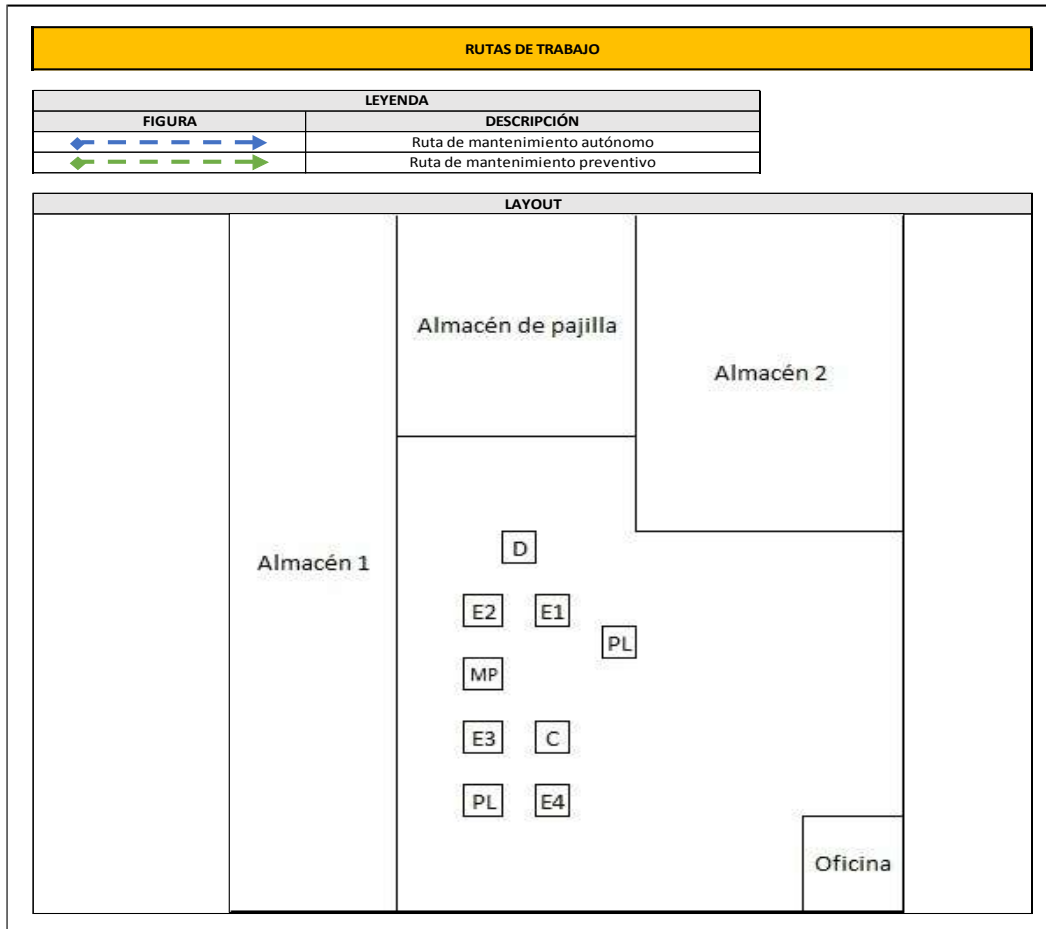 RUTAS DE TRABAJO
LEYENDA
FIGURA DESCRIPCIÓN
Ruta de mantenimiento autónomo
Ruta de mantenimiento preventivo
LAYOUT
Almacén de pajilla
Almacén 2
Almacén 1
D
E2 E1
PL
MP
E3 C
PL E4
Oficina